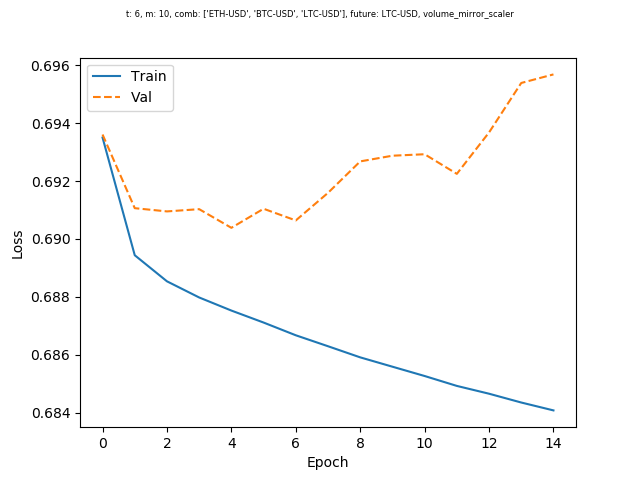 t: 6, m: 10, comb: ['ETH-USD', 'BTC-USD', 'LTC-USD'], future: LTC-USD, volume_mirror_scaler
Train
Val
0.696
0.694
0.692
0.690
0.688
0.686
0.684
Loss
0 2 4 6 8 10 12 14
Epoch